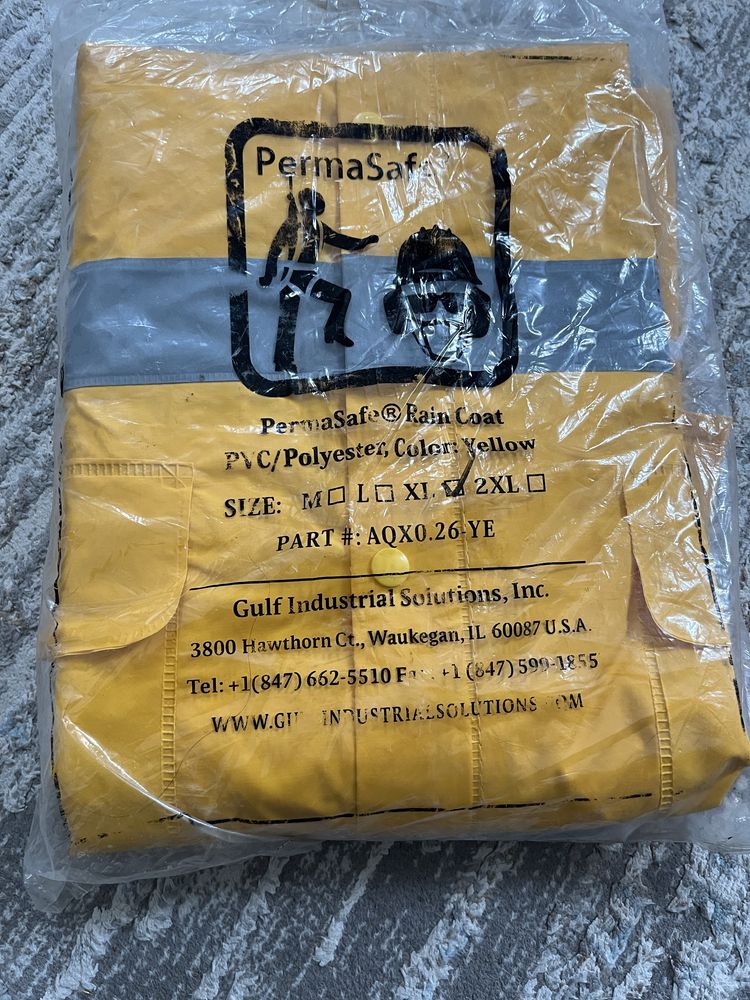 PermaSafe
PermaSafe® Rain Coat
PVC/Polyester, Color: Yellow
SIZE: M☐ L☐ XL☑ 2XL☐
PART #: AQX0.26-YE
Gulf Industrial Solutions, Inc.
3800 Hawthorn Ct., Waukegan, IL 60087 U.S.A.
Tel: +1(847) 662-5510 Fax: +1 (847) 599-1855